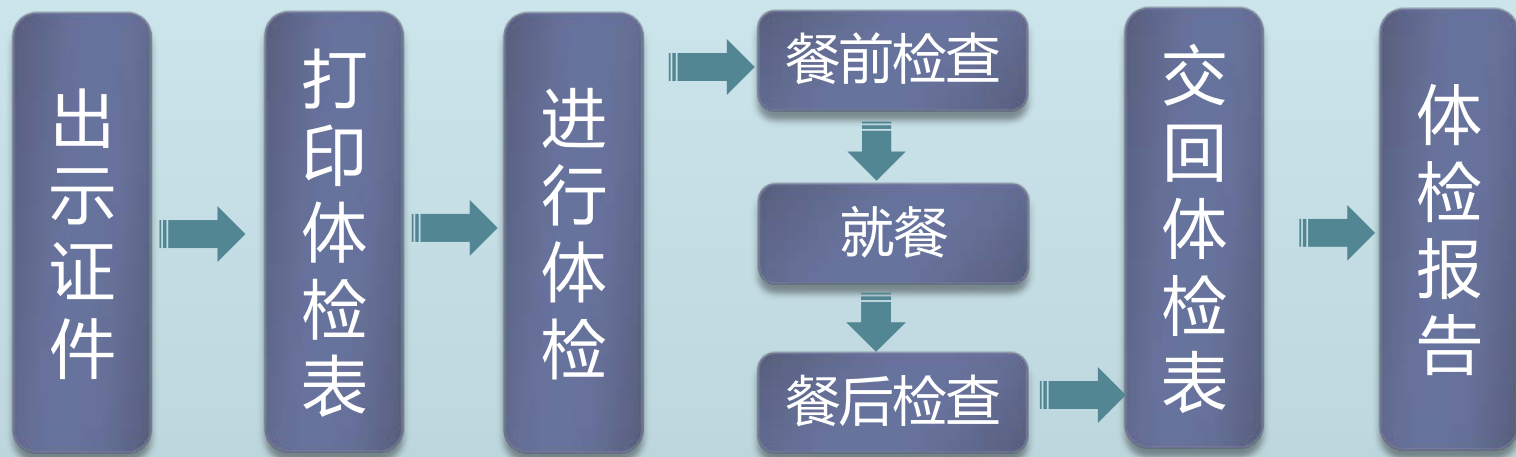 出示证件
打印体检表
进行体检
餐前检查
就餐
餐后检查
交回体检表
体检报告